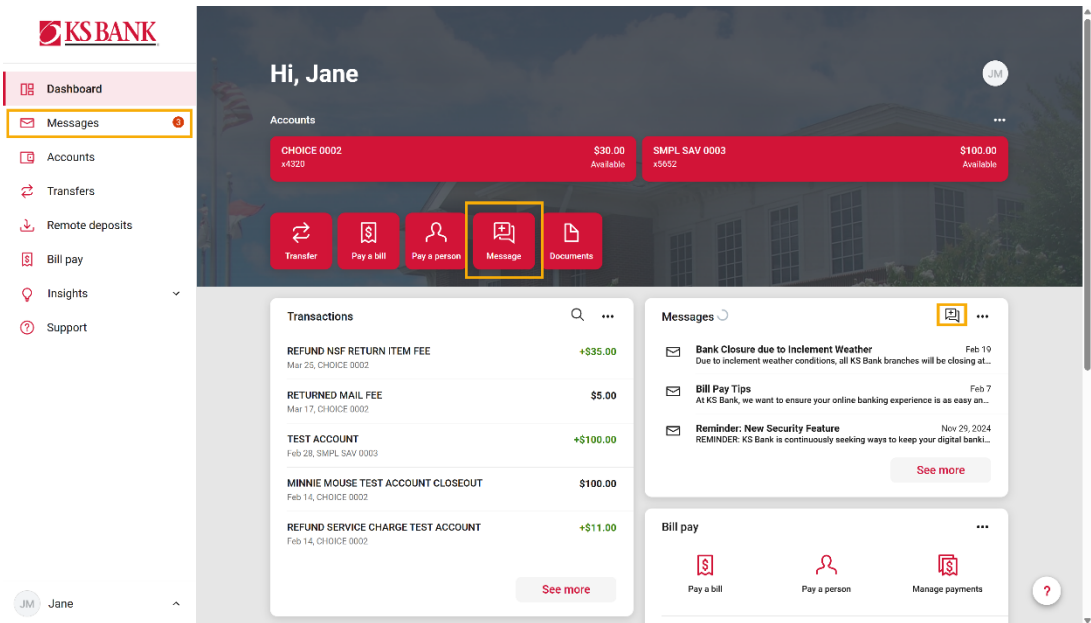 KS BANK
Dashboard
Messages 3
Accounts
Transfers
Remote deposits
Bill pay
Insights
Support
JM Jane
Hi, Jane
JM
Accounts
CHOICE 0002 $30.00
x4320 Available
SMPL SAV 0003 $100.00
x5652 Available
Transfer
Pay a bill
Pay a person
Message
Documents
Transactions
REFUND NSF RETURN ITEM FEE +$35.00
Mar 25, CHOICE 0002
RETURNED MAIL FEE $5.00
Mar 17, CHOICE 0002
TEST ACCOUNT +$100.00
Feb 28, SMPL SAV 0003
MINNIE MOUSE TEST ACCOUNT CLOSEOUT $100.00
Feb 14, CHOICE 0002
REFUND SERVICE CHARGE TEST ACCOUNT +$11.00
Feb 14, CHOICE 0002
See more
Messages
Bank Closure due to Inclement Weather Feb 19
Due to inclement weather conditions, all KS Bank branches will be closing at...
Bill Pay Tips Feb 7
At KS Bank, we want to ensure your online banking experience is as easy an...
Reminder: New Security Feature Nov 29, 2024
REMINDER: KS Bank is continuously seeking ways to keep your digital banki...
See more
Bill pay
Pay a bill
Pay a person
Manage payments
?